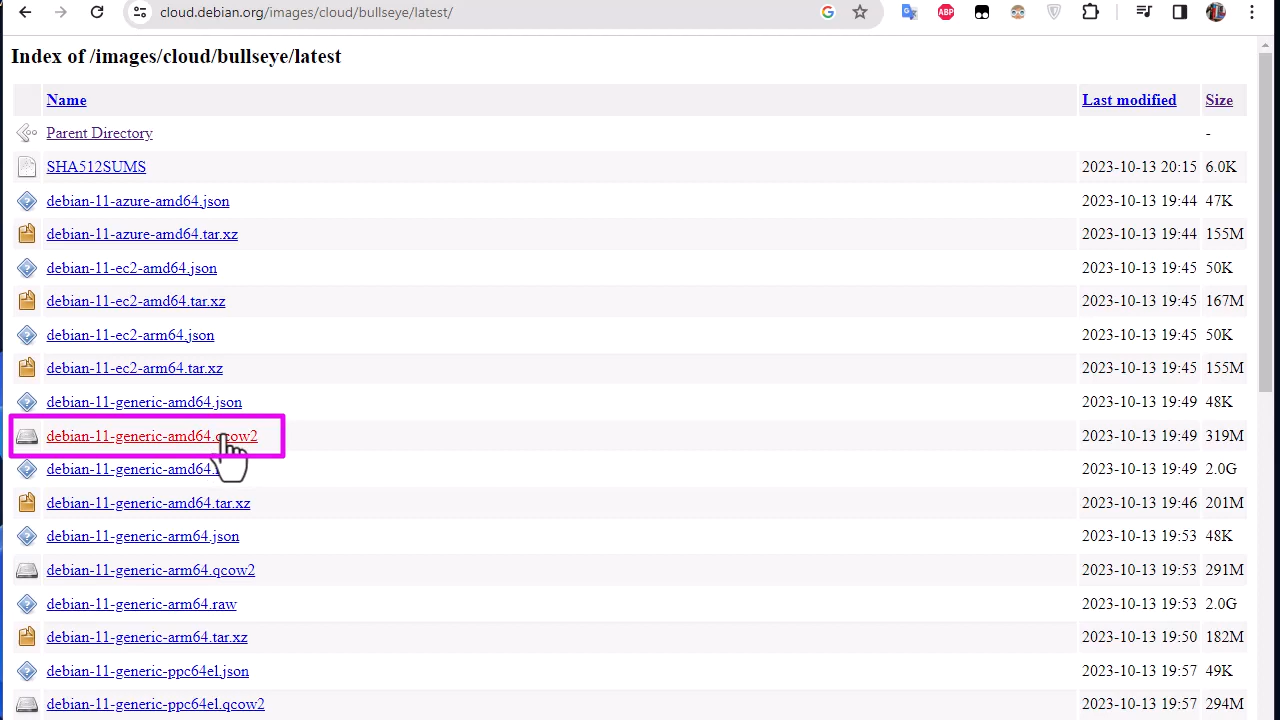 cloud.debian.org/images/cloud/bullseye/latest/
ABP
Index of /images/cloud/bullseye/latest
Name Last modified Size
Parent Directory -
SHA512SUMS 2023-10-13 20:15 6.0K
debian-11-azure-amd64.json 2023-10-13 19:44 47K
debian-11-azure-amd64.tar.xz 2023-10-13 19:44 155M
debian-11-ec2-amd64.json 2023-10-13 19:45 50K
debian-11-ec2-amd64.tar.xz 2023-10-13 19:45 167M
debian-11-ec2-arm64.json 2023-10-13 19:45 50K
debian-11-ec2-arm64.tar.xz 2023-10-13 19:45 155M
debian-11-generic-amd64.json 2023-10-13 19:49 48K
debian-11-generic-amd64.qcow2 2023-10-13 19:49 319M
debian-11-generic-amd64. 2023-10-13 19:49 2.0G
debian-11-generic-amd64.tar.xz 2023-10-13 19:46 201M
debian-11-generic-arm64.json 2023-10-13 19:53 48K
debian-11-generic-arm64.qcow2 2023-10-13 19:53 291M
debian-11-generic-arm64.raw 2023-10-13 19:53 2.0G
debian-11-generic-arm64.tar.xz 2023-10-13 19:50 182M
debian-11-generic-ppc64el.json 2023-10-13 19:57 49K
debian-11-generic-ppc64el.qcow2 2023-10-13 19:57 294M